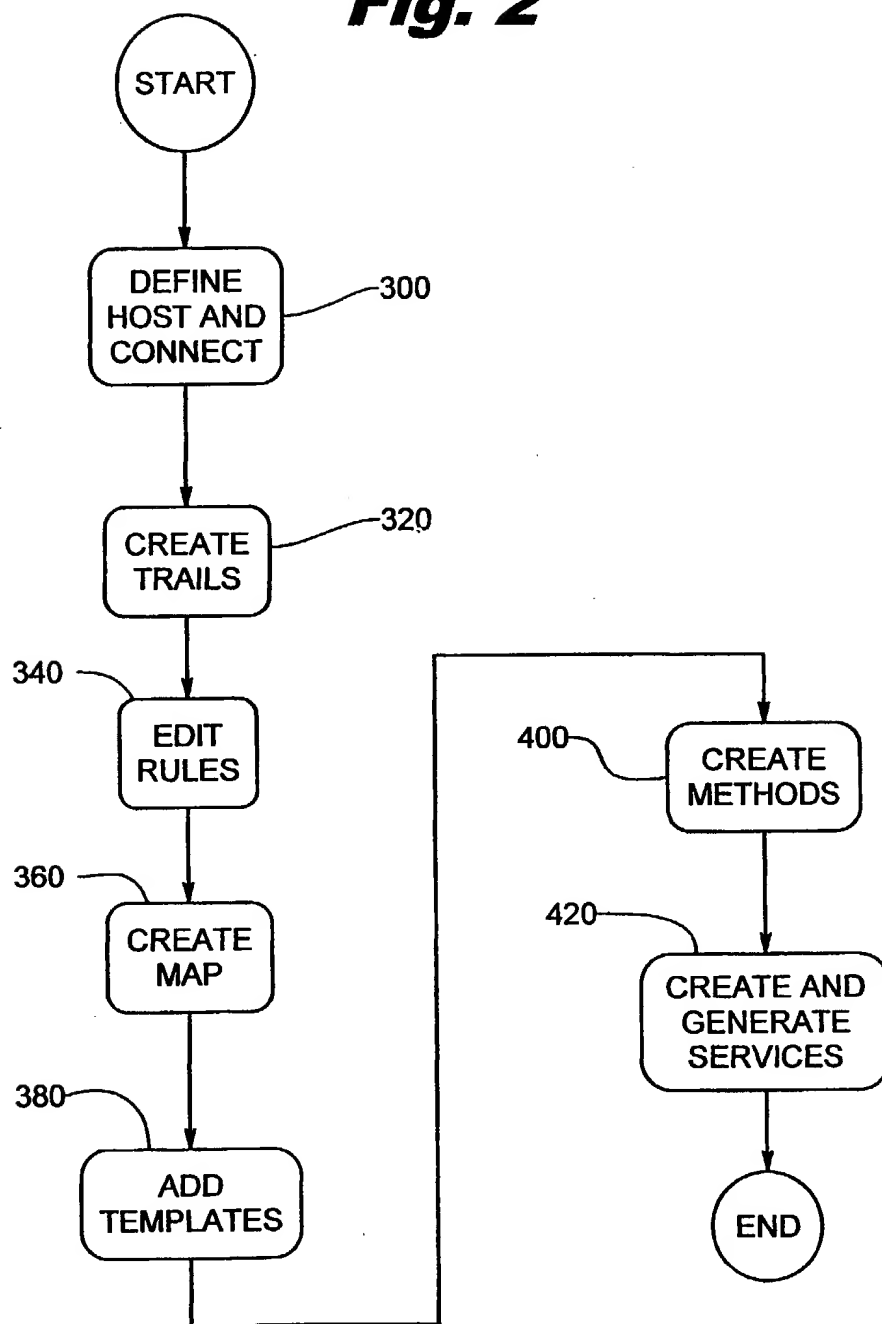 Fig. 2
START
DEFINE
HOST AND
CONNECT
300
CREATE
TRAILS
320
340
EDIT
RULES
360
CREATE
MAP
380
ADD
TEMPLATES
400
CREATE
METHODS
420
CREATE AND
GENERATE
SERVICES
END